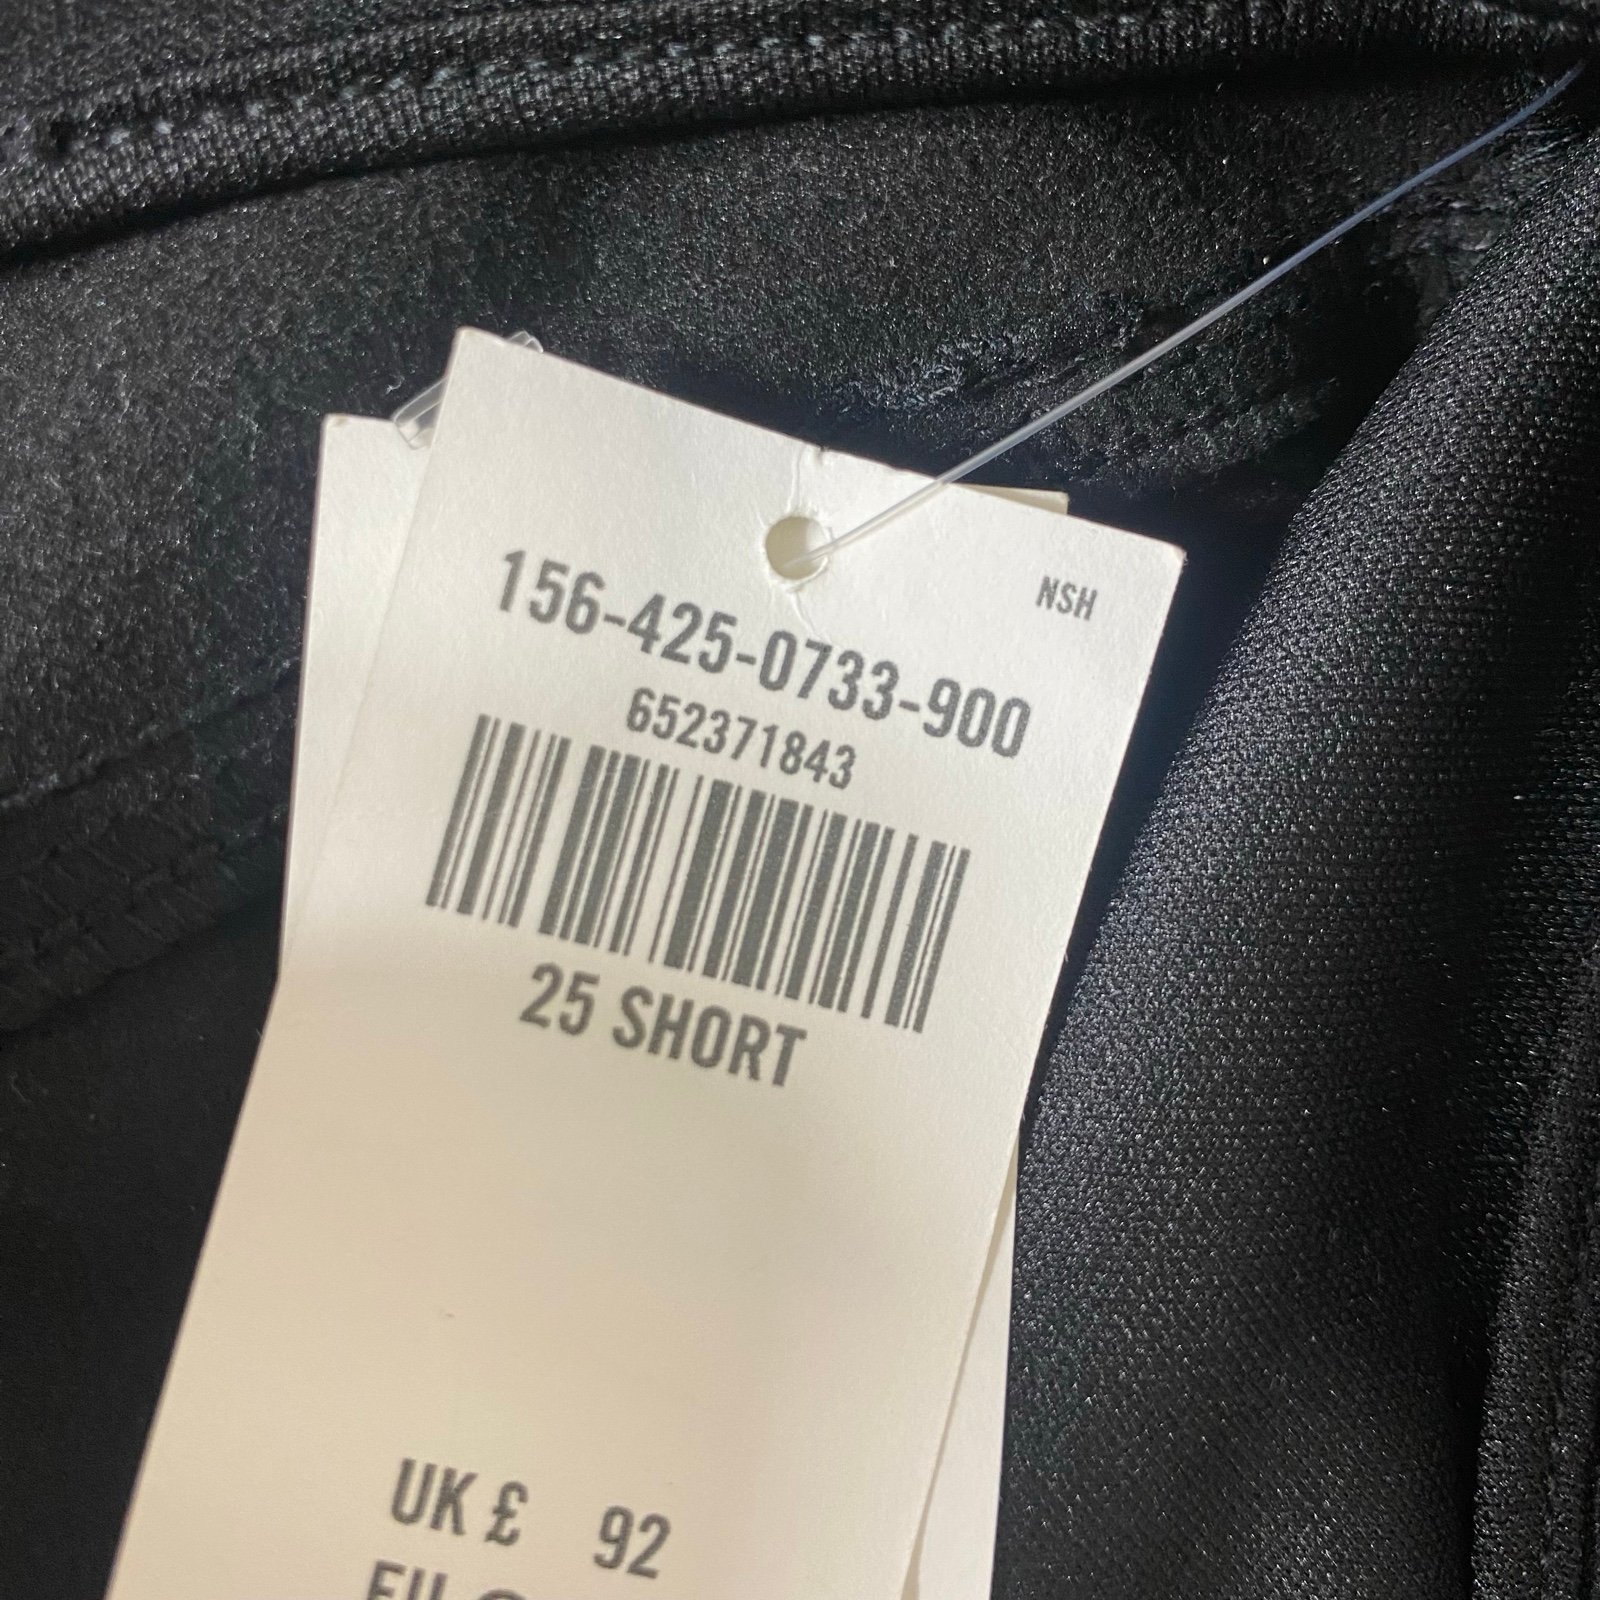 NSH
156-425-0733-900
652371843
25 SHORT
UK £ 92